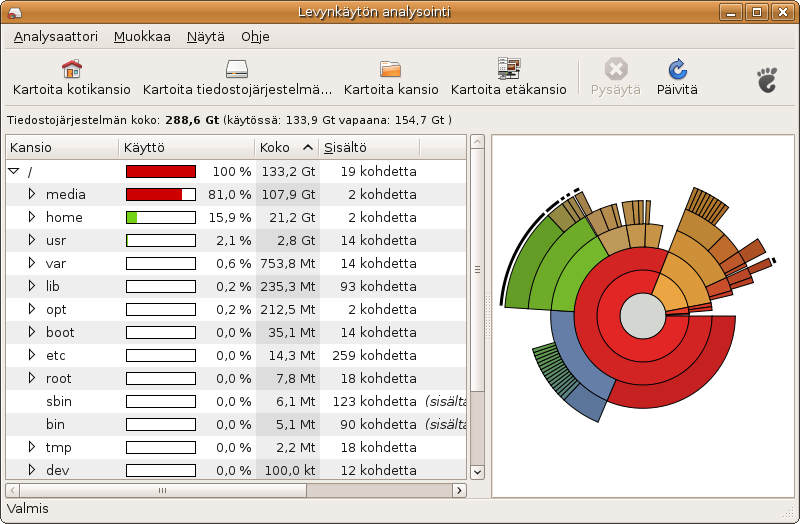 Levynkäytön analysointi
Analysaattori Muokkaa Näytä Ohje
Kartoita kotikansio Kartoita tiedostojärjestelmä... Kartoita kansio Kartoita etäkansio Pysäytä Päivitä
Tiedostojärjestelmän koko: 288,6 Gt (käytössä: 133,9 Gt vapaana: 154,7 Gt )
Kansio Käyttö Koko Sisältö
/ 100 % 133,2 Gt 19 kohdetta
media 81,0 % 107,9 Gt 2 kohdetta
home 15,9 % 21,2 Gt 2 kohdetta
usr 2,1 % 2,8 Gt 14 kohdetta
var 0,6 % 753,8 Mt 14 kohdetta
lib 0,2 % 235,3 Mt 93 kohdetta
opt 0,2 % 212,5 Mt 2 kohdetta
boot 0,0 % 35,1 Mt 14 kohdetta
etc 0,0 % 14,3 Mt 259 kohdetta
root 0,0 % 7,8 Mt 18 kohdetta
sbin 0,0 % 6,1 Mt 123 kohdetta (sisält
bin 0,0 % 5,1 Mt 90 kohdetta (sisält
tmp 0,0 % 2,2 Mt 18 kohdetta
dev 0,0 % 100,0 kt 12 kohdetta
Valmis